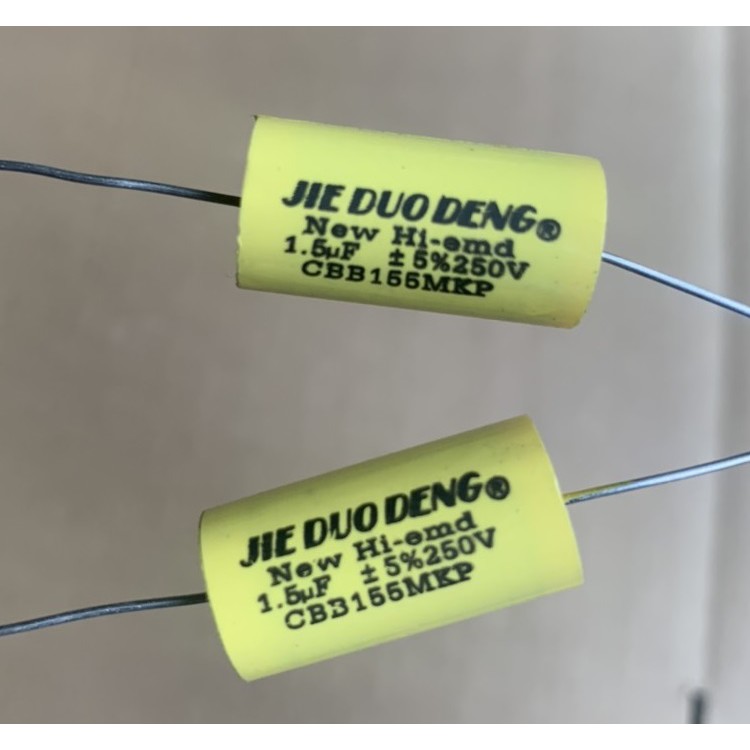 JIE DUO DENG®
New Hi-emd
1.5µF ±5%250V
CBB155MKP
JIE DUO DENG®
New Hi-emd
1.5µF ±5%250V
CBB155MKP